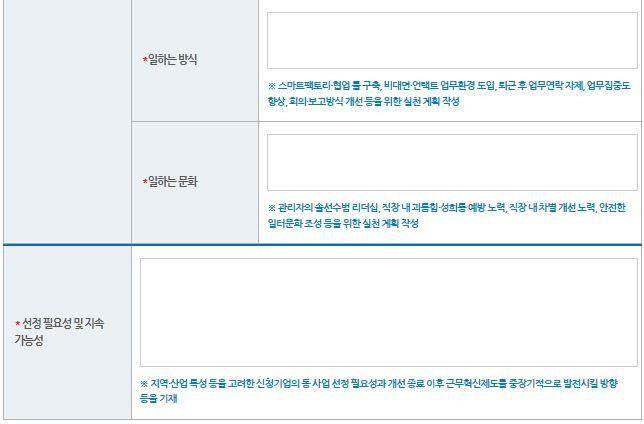 *일하는 방식
※ 스마트팩토리·협업 툴 구축, 비대면·언택트 업무환경 도입, 퇴근 후 업무연락 자제, 업무집중도
향상, 회의·보고방식 개선 등을 위한 실천 계획 작성
*일하는 문화
※ 관리자의 솔선수범 리더십, 직장 내 괴롭힘·성희롱 예방 노력, 직장 내 차별 개선 노력, 안전한
일터문화 조성 등을 위한 실천 계획 작성
* 선정 필요성 및 지속
가능성
※ 지역·산업 특성 등을 고려한 신청기업의 동 사업 선정 필요성과 개선 종료 이후 근무혁신제도를 중장기적으로 발전시킬 방향
등을 기재